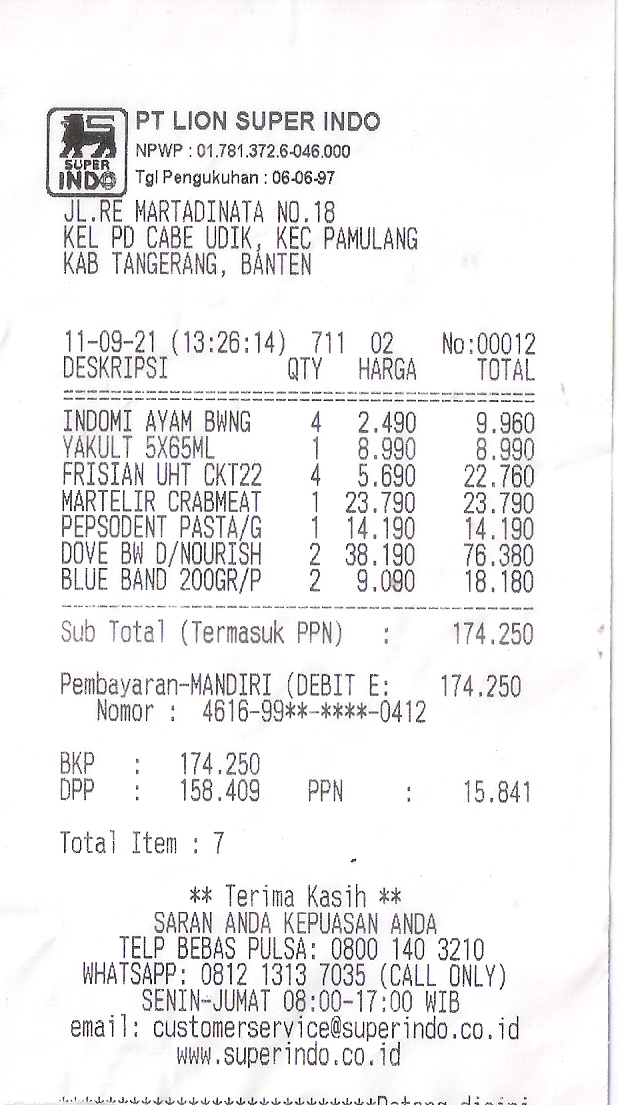 SUPER
INDO
PT LION SUPER INDO
NPWP : 01.781.372.6-046.000
Tgl Pengukuhan : 06-06-97
JL.RE MARTADINATA NO.18
KEL PD CABE UDIK, KEC PAMULANG
KAB TANGERANG, BANTEN
11-09-21 (13:26:14) 711 02 No:00012
DESKRIPSI QTY HARGA TOTAL
INDOMI AYAM BWNG 4 2.490 9.960
YAKULT 5X65ML 1 8.990 8.990
FRISIAN UHT CKT22 4 5.690 22.760
MARTELIR CRABMEAT 1 23.790 23.790
PEPSODENT PASTA/G 1 14.190 14.190
DOVE BW D/NOURISH 2 38.190 76.380
BLUE BAND 200GR/P 2 9.090 18.180
Sub Total (Termasuk PPN) : 174.250
Pembayaran-MANDIRI (DEBIT E: 174.250
Nomor : 4616-99**-****-0412
BKP : 174.250
DPP : 158.409 PPN : 15.841
Total Item : 7
** Terima Kasih **
SARAN ANDA KEPUASAN ANDA
TELP BEBAS PULSA: 0800 140 3210
WHATSAPP: 0812 1313 7035 (CALL ONLY)
SENIN-JUMAT 08:00-17:00 WIB
email: customerservice@superindo.co.id
www.superindo.co.id